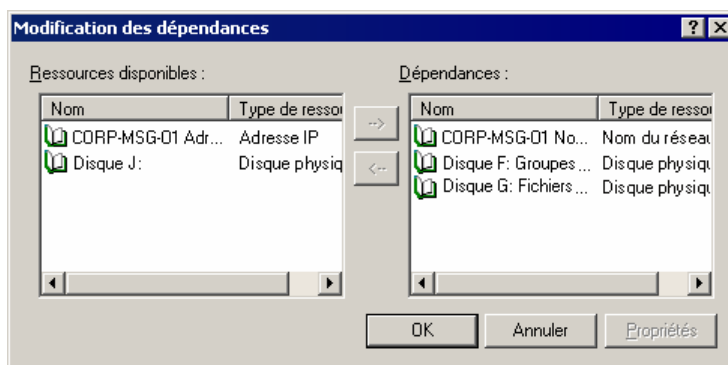 Modification des dépendances
Ressources disponibles :
Nom Type de resso
CORP-MSG-01 Adr... Adresse IP
Disque J: Disque physiq
-->
<--
Dépendances :
Nom Type de resso
CORP-MSG-01 No... Nom du réseau
Disque F: Groupes ... Disque physiqu
Disque G: Fichiers ... Disque physiqu
OK Annuler Propriétés